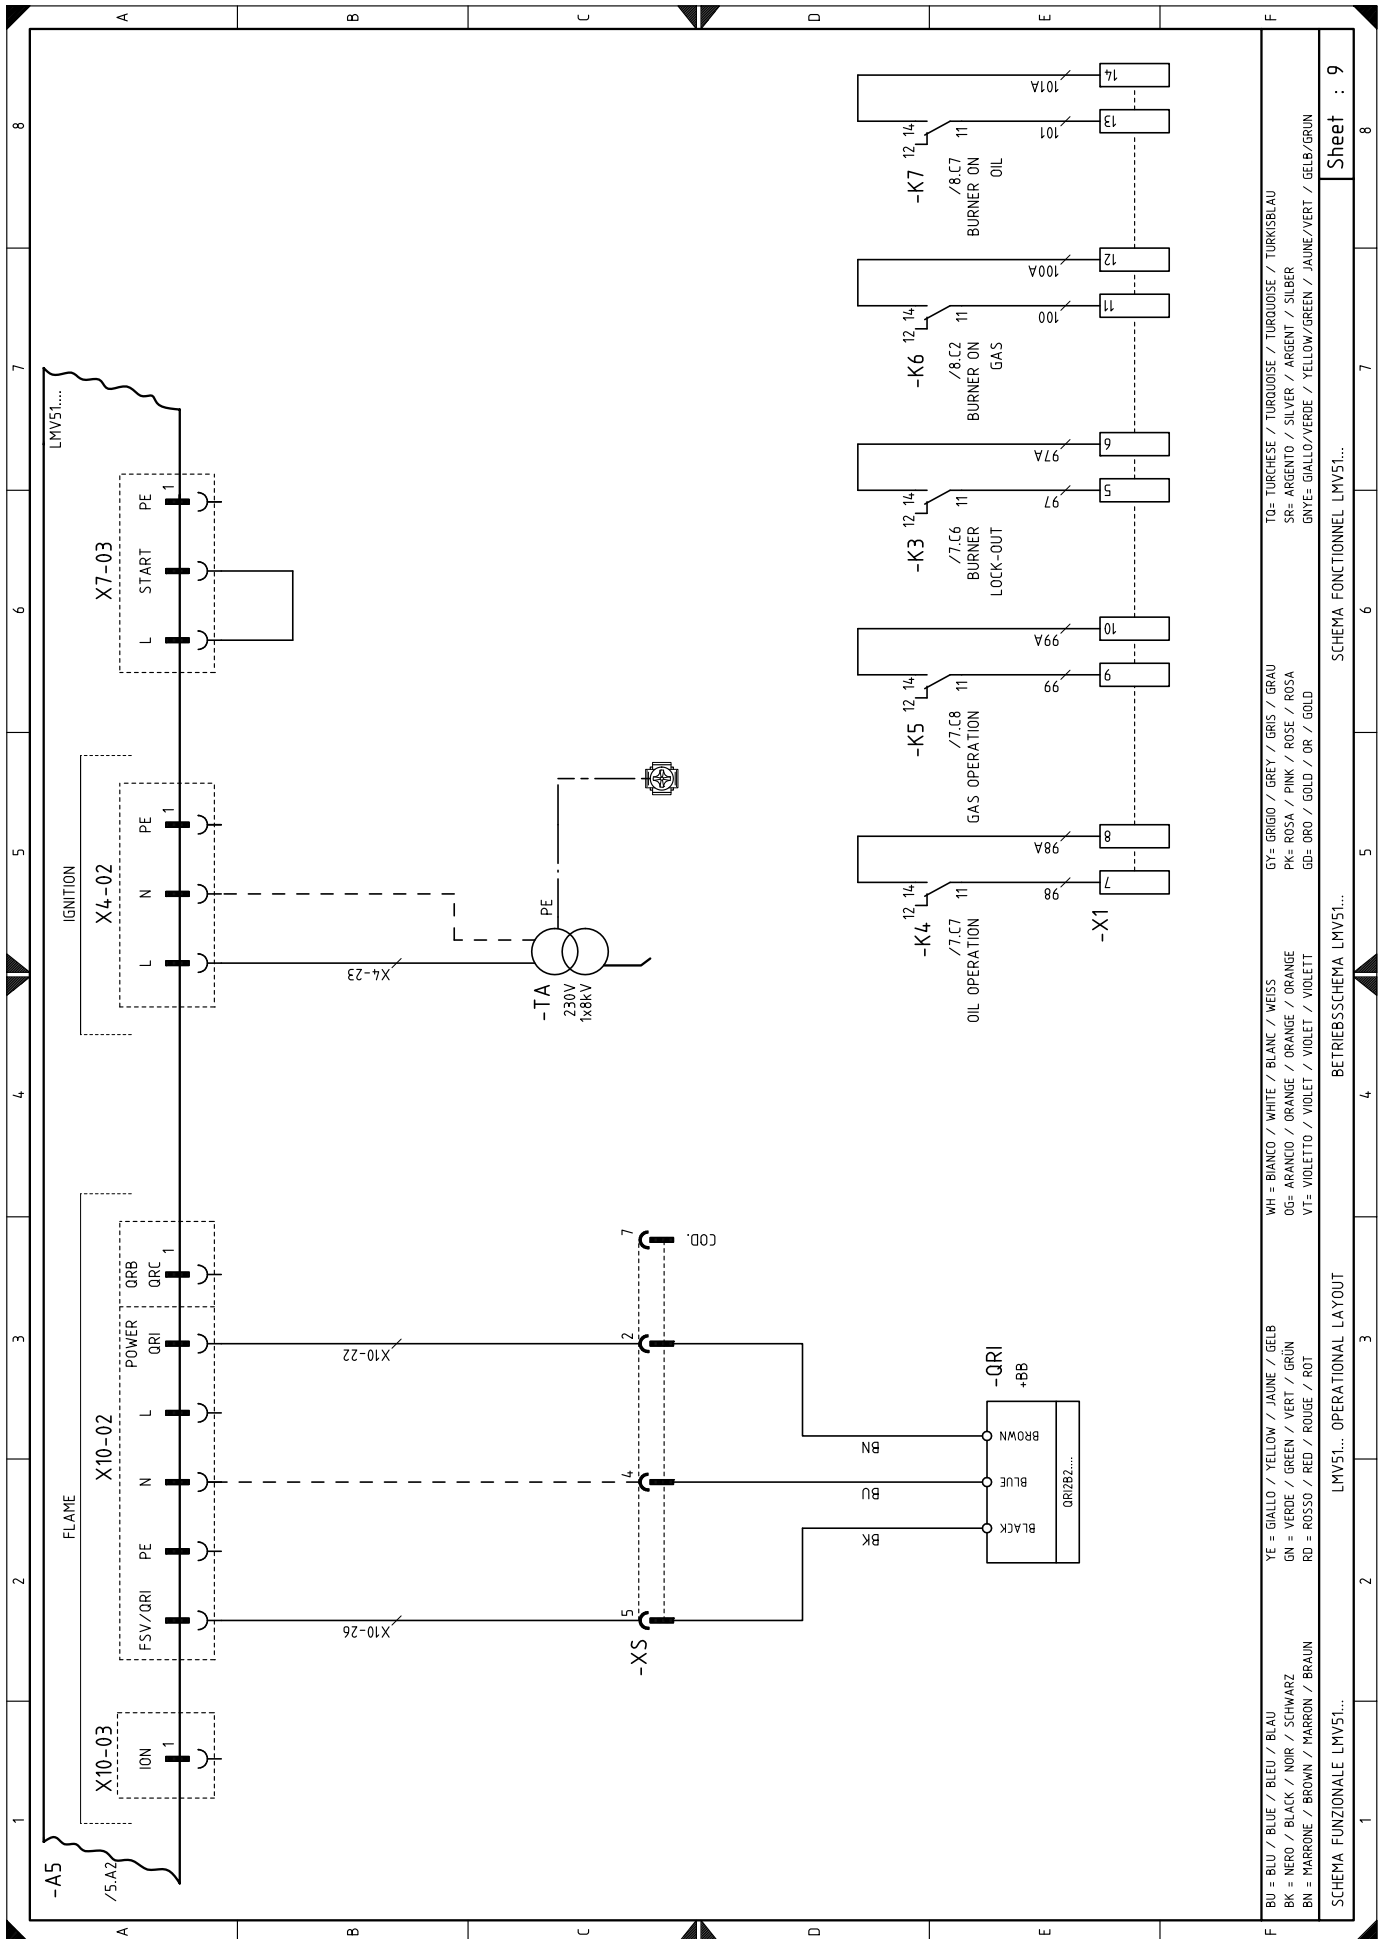 1 2 3 4 5 6 7 8
A B C D E F
A B C D E F
-A5
/5.A2
LMV51....
FLAME
X10-03
ION
1
X10-02
FSV/QRI
PE
N
L
POWER
QRI
QRB
QRC
1
IGNITION
X4-02
L
N
PE
1
X7-03
L
START
PE
1
X10-26
X10-22
X4-23
-XS
5
4
2
7
COD.
-TA
230V
1x8kV
PE
BK
BU
BN
-QRI
+BB
BLACK
BLUE
BROWN
QRI2B2....
-K4
/7.C7
OIL OPERATION
12 14
11
98
98A
-K5
/7.C8
GAS OPERATION
12 14
11
99
99A
-K3
/7.C6
BURNER
LOCK-OUT
12 14
11
97
97A
-K6
/8.C2
BURNER ON
GAS
12 14
11
100
100A
-K7
/8.C7
BURNER ON
OIL
12 14
11
101
101A
-X1
7 8 9 10 5 6 11 12 13 14
BU = BLU / BLUE / BLEU / BLAU
BK = NERO / BLACK / NOIR / SCHWARZ
BN = MARRONE / BROWN / MARRON / BRAUN
YE = GIALLO / YELLOW / JAUNE / GELB
GN = VERDE / GREEN / VERT / GRÜN
RD = ROSSO / RED / ROUGE / ROT
WH = BIANCO / WHITE / BLANC / WEISS
OG= ARANCIO / ORANGE / ORANGE / ORANGE
VT= VIOLETTO / VIOLET / VIOLET / VIOLETT
GY= GRIGIO / GREY / GRIS / GRAU
PK= ROSA / PINK / ROSE / ROSA
GD= ORO / GOLD / OR / GOLD
TQ= TURCHESE / TURQUOISE / TURQUOISE / TURKISBLAU
SR= ARGENTO / SILVER / ARGENT / SILBER
GNYE= GIALLO/VERDE / YELLOW/GREEN / JAUNE/VERT / GELB/GRUN
SCHEMA FUNZIONALE LMV51...
LMV51... OPERATIONAL LAYOUT
BETRIEBSSCHEMA LMV51...
SCHEMA FONCTIONNEL LMV51...
Sheet : 9
1 2 3 4 5 6 7 8